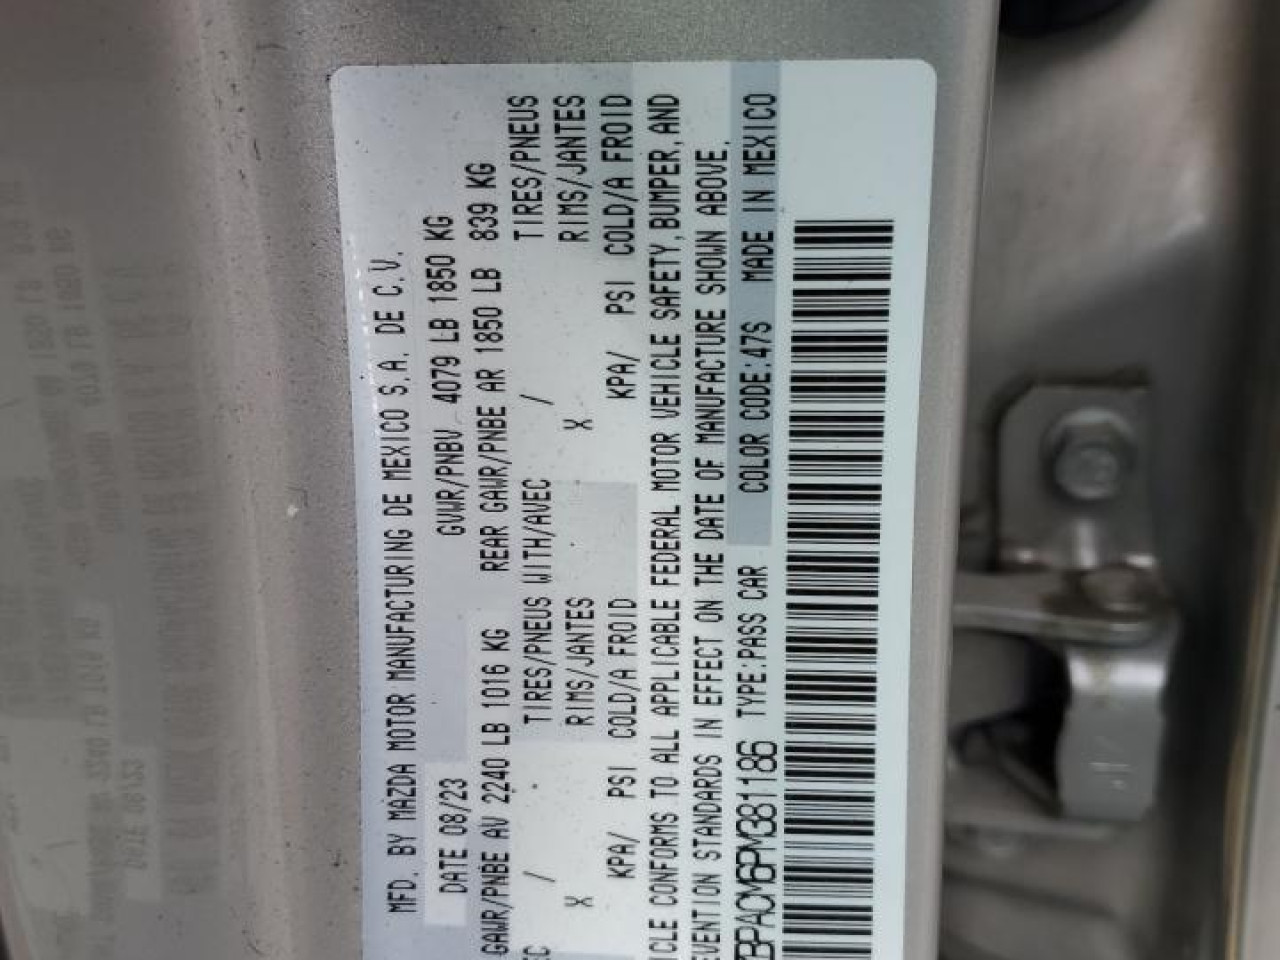 MFD. BY MAZDA MOTOR MANUFACTURING DE MEXICO S.A. DE C.V.
DATE 08/23 GVWR/PNBV 4079 LB 1850 KG
GAWR/PNBE AV 2240 LB 1016 KG REAR GAWR/PNBE AR 1850 LB 839 KG
EC / TIRES/PNEUS WITH/AVEC / TIRES/PNEUS
X RIMS/JANTES X RIMS/JANTES
KPA/ PSI COLD/A FROID KPA/ PSI COLD/A FROID
ICLE CONFORMS TO ALL APPLICABLE FEDERAL MOTOR VEHICLE SAFETY, BUMPER, AND
EVENTION STANDARDS IN EFFECT ON THE DATE OF MANUFACTURE SHOWN ABOVE.
BPACM6PM381186 TYPE:PASS CAR COLOR CODE:47S MADE IN MEXICO